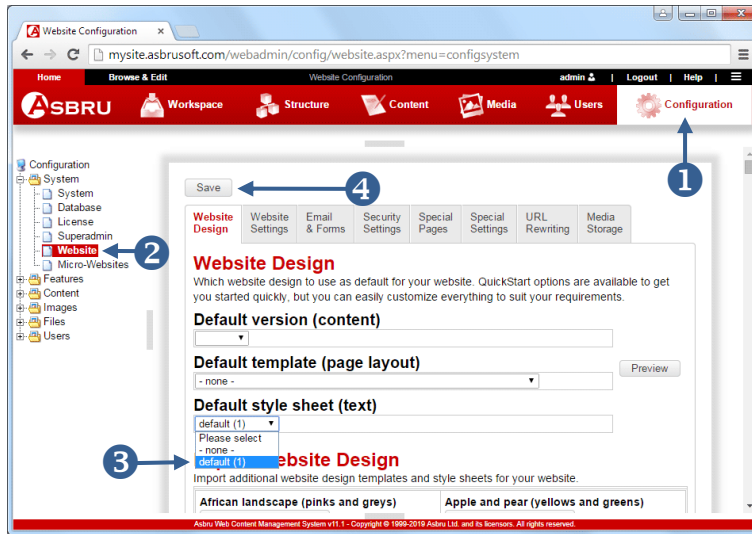 Website Configuration
mysite.asbrusoft.com/webadmin/config/website.aspx?menu=configsystem
Home Browse & Edit Website Configuration admin | Logout | Help |
ASBRU Workspace Structure Content Media Users Configuration
1
Configuration
System
System
Database
License
Superadmin
Website
Micro-Websites
Features
Content
Images
Files
Users
2
Save
4
Website Design
Website Settings
Email & Forms
Security Settings
Special Pages
Special Settings
URL Rewriting
Media Storage
Website Design
Which website design to use as default for your website. QuickStart options are available to get
you started quickly, but you can easily customize everything to suit your requirements.
Default version (content)
Default template (page layout)
- none -
Preview
Default style sheet (text)
default (1)
Please select
- none -
default (1)
3
ebsite Design
Import additional website design templates and style sheets for your website.
African landscape (pinks and greys)
Apple and pear (yellows and greens)
Asbru Web Content Management System v11.1 - Copyright © 1999-2019 Asbru Ltd. and its licensors. All rights reserved.